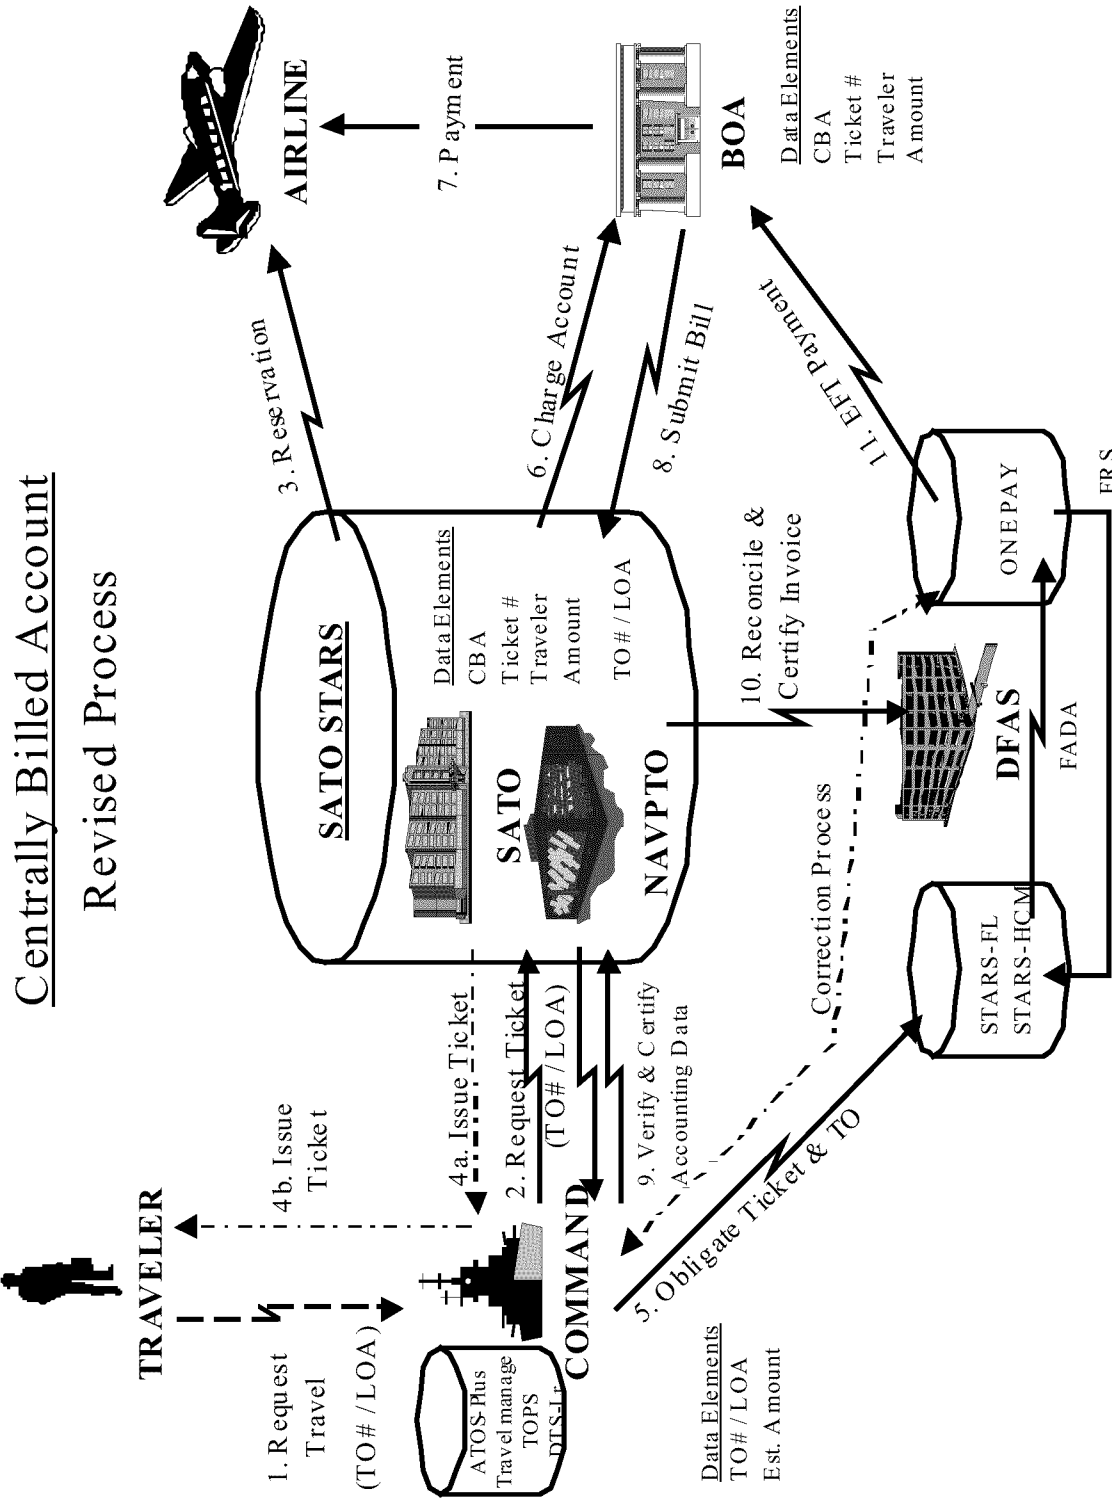 Centrally Billed Account
Revised Process
TRAVELER
1. Request
Travel
(TO# / LOA)
4b. Issue
Ticket
ATOS-Plus
Travelmanage
TOPS
COMMAND
4a. Issue Ticket
2. Request Ticket
(TO# / LOA)
9. Verify & Certify
Accounting Data
SATO STARS
SATO
NAVPTO
Data Elements
CBA
Ticket #
Traveler
Amount
TO# / LOA
3. Reservation
AIRLINE
7. Payment
6. Charge Account
8. Submit Bill
BOA
Data Elements
CBA
Ticket #
Traveler
Amount
Data Elements
TO# / LOA
Est. Amount
5. Obligate Ticket & TO
Correction Process
10. Reconcile &
Certify Invoice
11. EFT Payment
STARS-FL
STARS-HCM
DFAS
FADA
ONEPAY